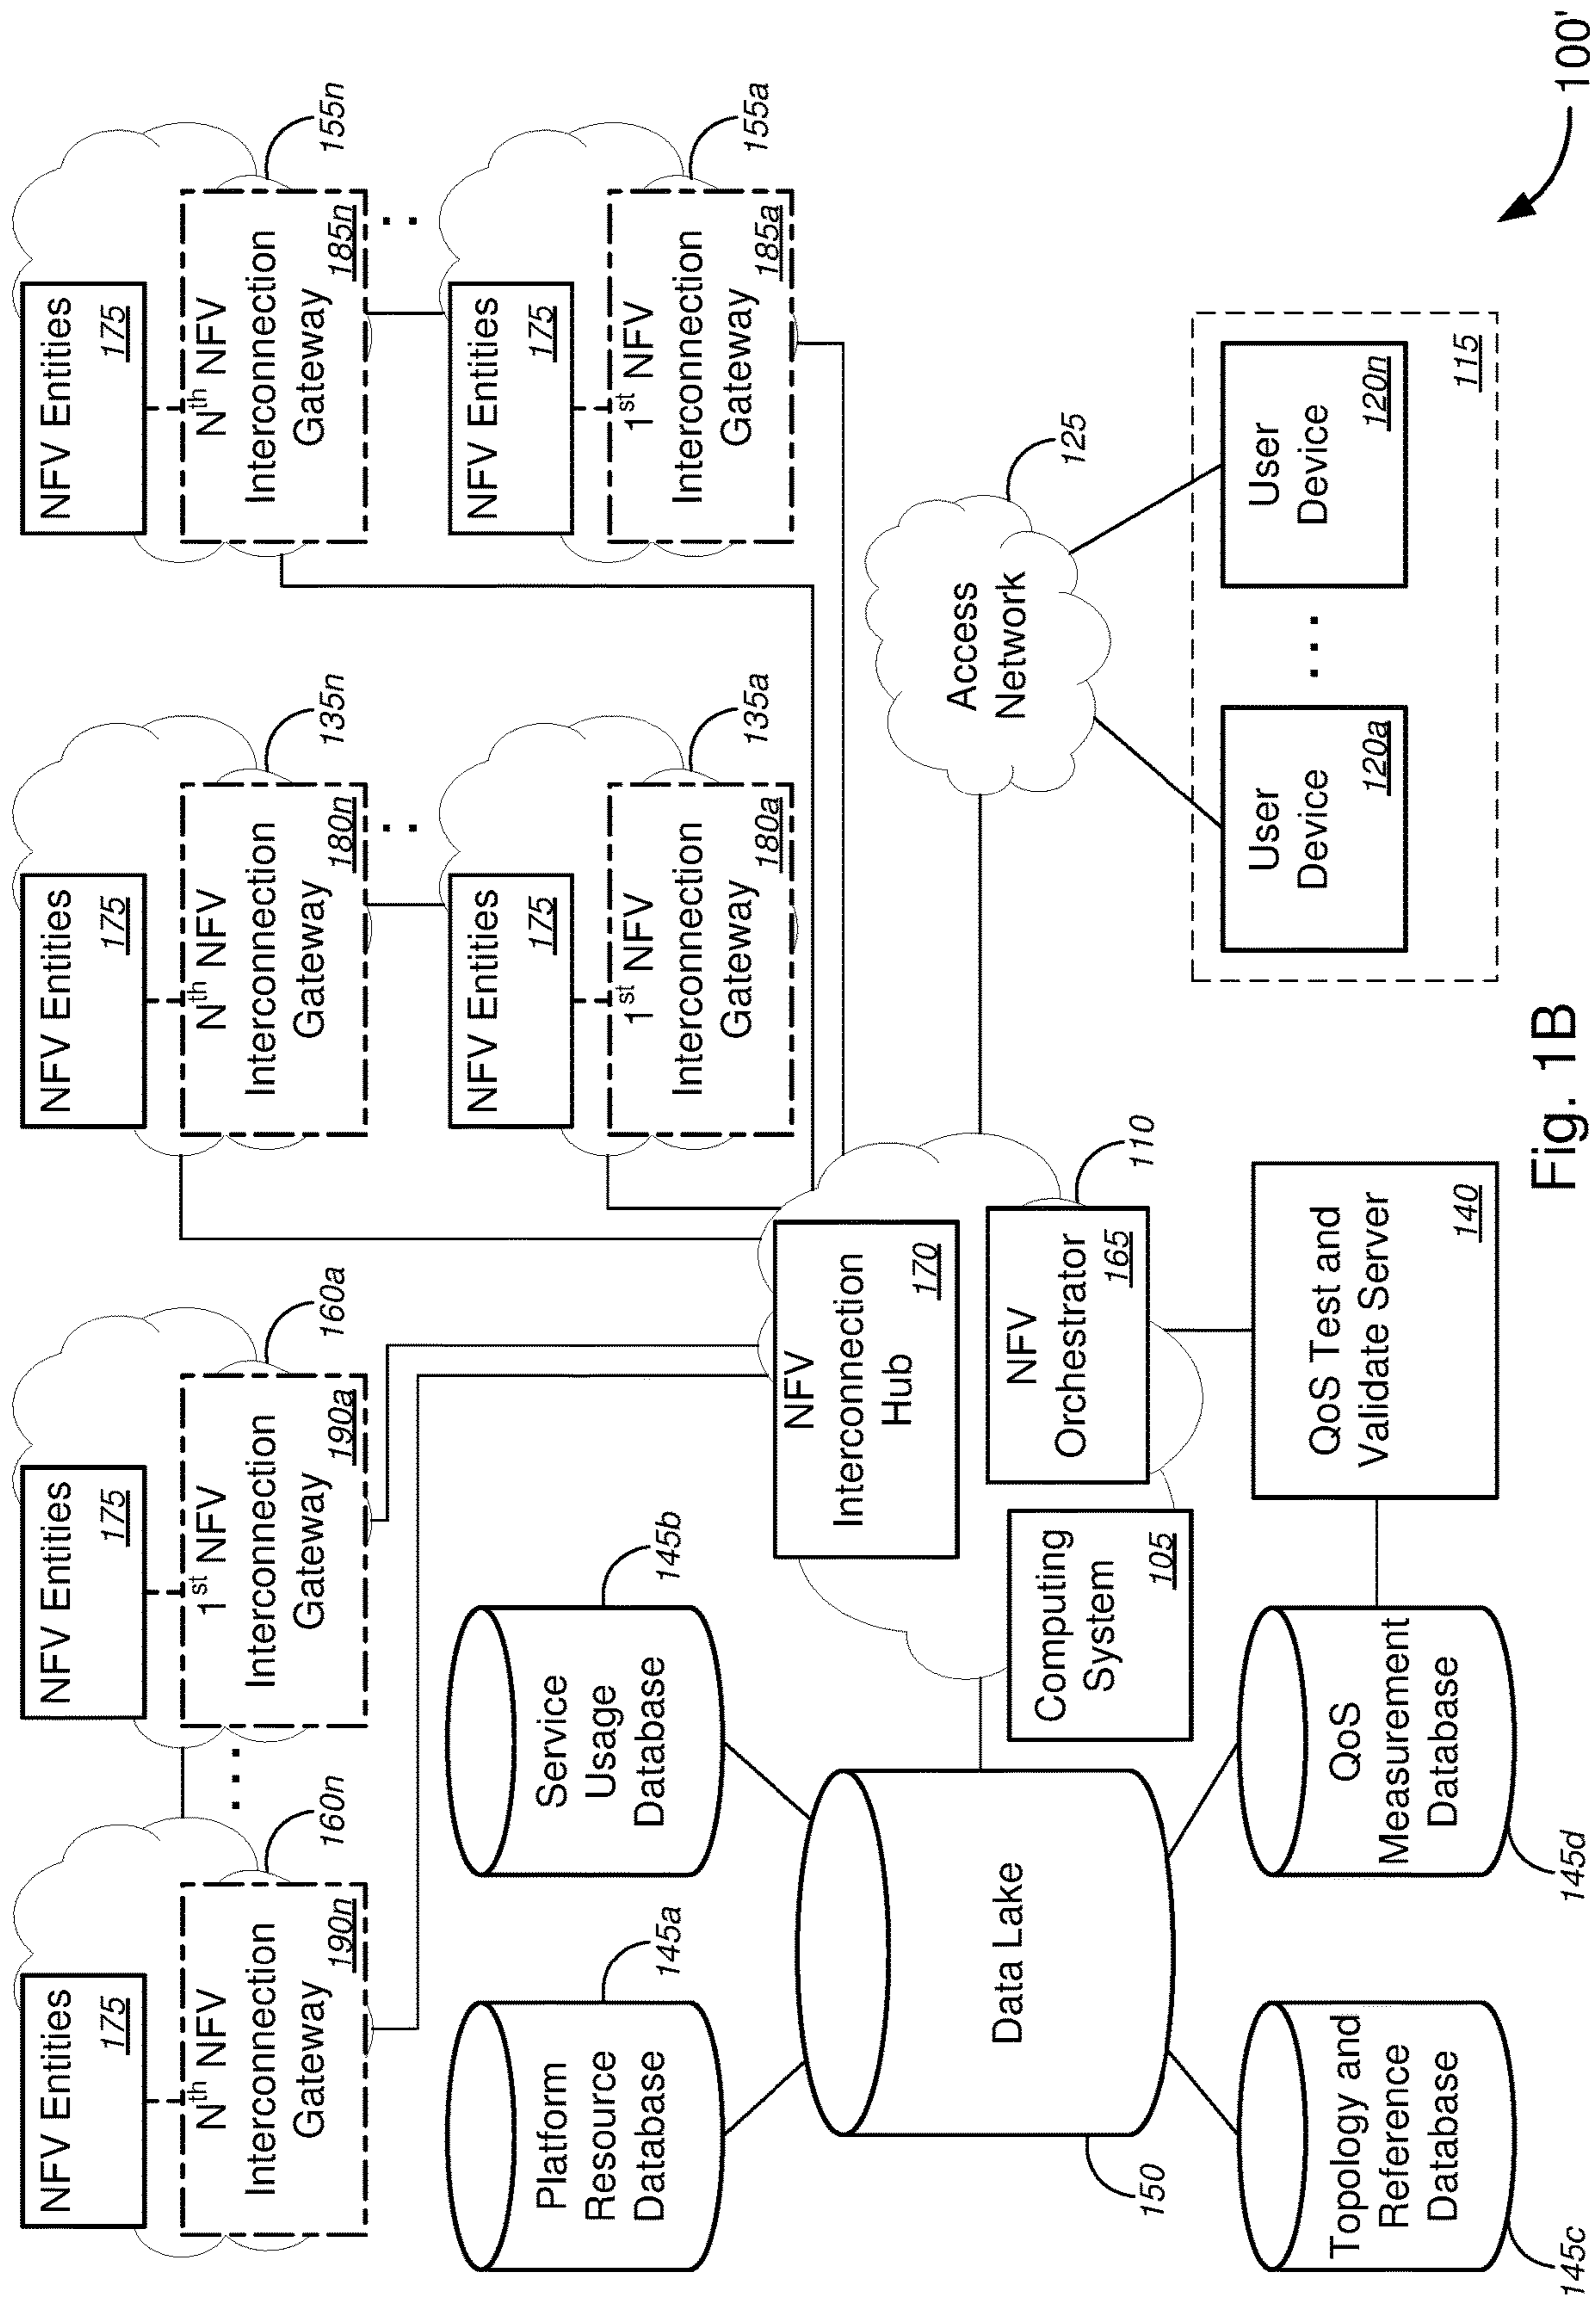 NFV Entities
175
Nth NFV
Interconnection
Gateway
190n
160n
NFV Entities
175
1st NFV
Interconnection
Gateway
190a
160a
NFV Entities
175
Nth NFV
Interconnection
Gateway
180n
135n
NFV Entities
175
Nth NFV
Interconnection
Gateway
185n
155n
NFV Entities
175
1st NFV
Interconnection
Gateway
180a
135a
NFV Entities
175
1st NFV
Interconnection
Gateway
185a
155a
Platform
Resource
Database
145a
Service
Usage
Database
145b
NFV
Interconnection
Hub
170
NFV
Orchestrator
165
110
Computing
System
105
Access
Network
125
Data Lake
150
Topology and
Reference
Database
145c
QoS
Measurement
Database
145d
QoS Test and
Validate Server
140
User
Device
120a
...
User
Device
120n
115
Fig. 1B
100'